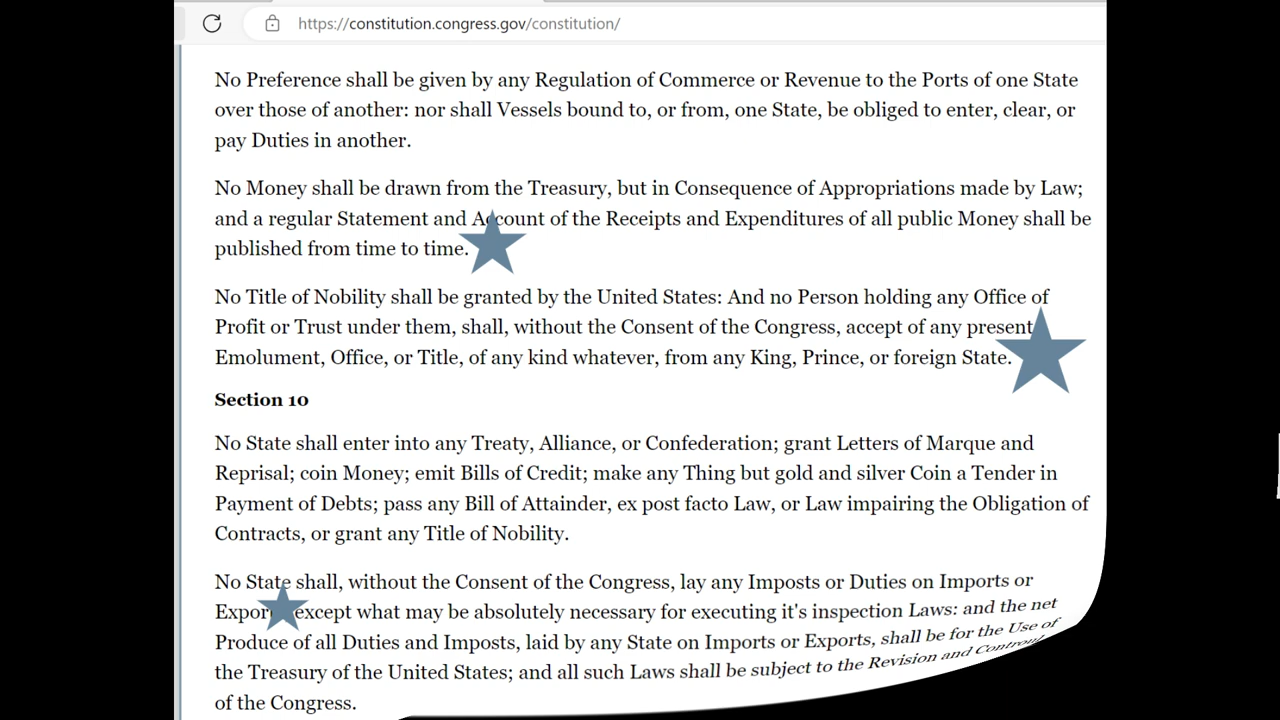 https://constitution.congress.gov/constitution/
No Preference shall be given by any Regulation of Commerce or Revenue to the Ports of one State
over those of another: nor shall Vessels bound to, or from, one State, be obliged to enter, clear, or
pay Duties in another.
No Money shall be drawn from the Treasury, but in Consequence of Appropriations made by Law;
and a regular Statement and Account of the Receipts and Expenditures of all public Money shall be
published from time to time.
No Title of Nobility shall be granted by the United States: And no Person holding any Office of
Profit or Trust under them, shall, without the Consent of the Congress, accept of any present
Emolument, Office, or Title, of any kind whatever, from any King, Prince, or foreign State.
Section 10
No State shall enter into any Treaty, Alliance, or Confederation; grant Letters of Marque and
Reprisal; coin Money; emit Bills of Credit; make any Thing but gold and silver Coin a Tender in
Payment of Debts; pass any Bill of Attainder, ex post facto Law, or Law impairing the Obligation of
Contracts, or grant any Title of Nobility.
No State shall, without the Consent of the Congress, lay any Imposts or Duties on Imports or
except what may be absolutely necessary for executing it's inspection Laws: and the net
Produce of all Duties and Imposts, laid by any State on Imports or Exports, shall be for the Use of
the Treasury of the United States; and all such Laws shall be subject to the Revision and
of the Congress.